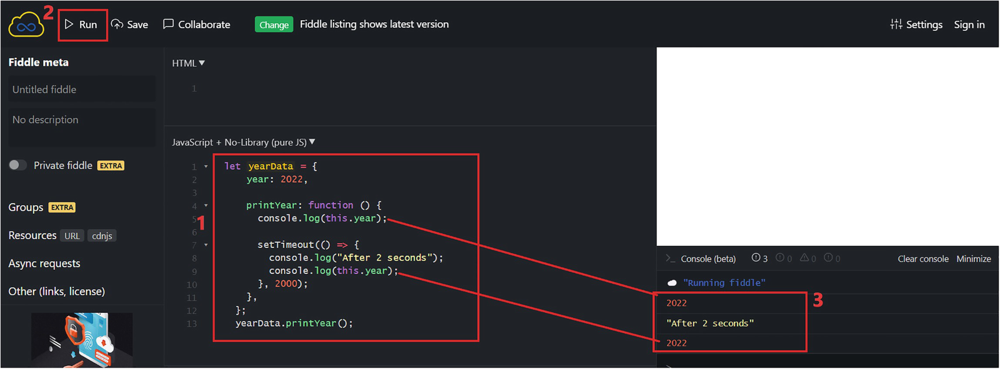 2
Run
Save
Collaborate
Change
Fiddle listing shows latest version
Settings
Sign in
Fiddle meta
Untitled fiddle
No description
Private fiddle EXTRA
Groups EXTRA
Resources URL cdnjs
Async requests
Other (links, license)
HTML ▼
1
JavaScript + No-Library (pure JS) ▼
1
1 let yearData = {
2 year: 2022,
3
4 printYear: function () {
5 console.log(this.year);
6
7 setTimeout(() => {
8 console.log("After 2 seconds");
9 console.log(this.year);
10 }, 2000);
11 },
12 };
13 yearData.printYear();
>_ Console (beta) 3 0 0 0 Clear console Minimize
"Running fiddle"
3
2022
"After 2 seconds"
2022